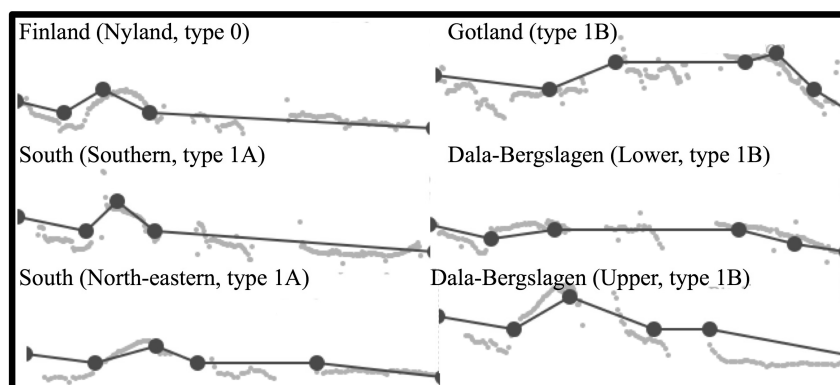 Finland (Nyland, type 0)
Gotland (type 1B)
South (Southern, type 1A)
Dala-Bergslagen (Lower, type 1B)
South (North-eastern, type 1A)
Dala-Bergslagen (Upper, type 1B)